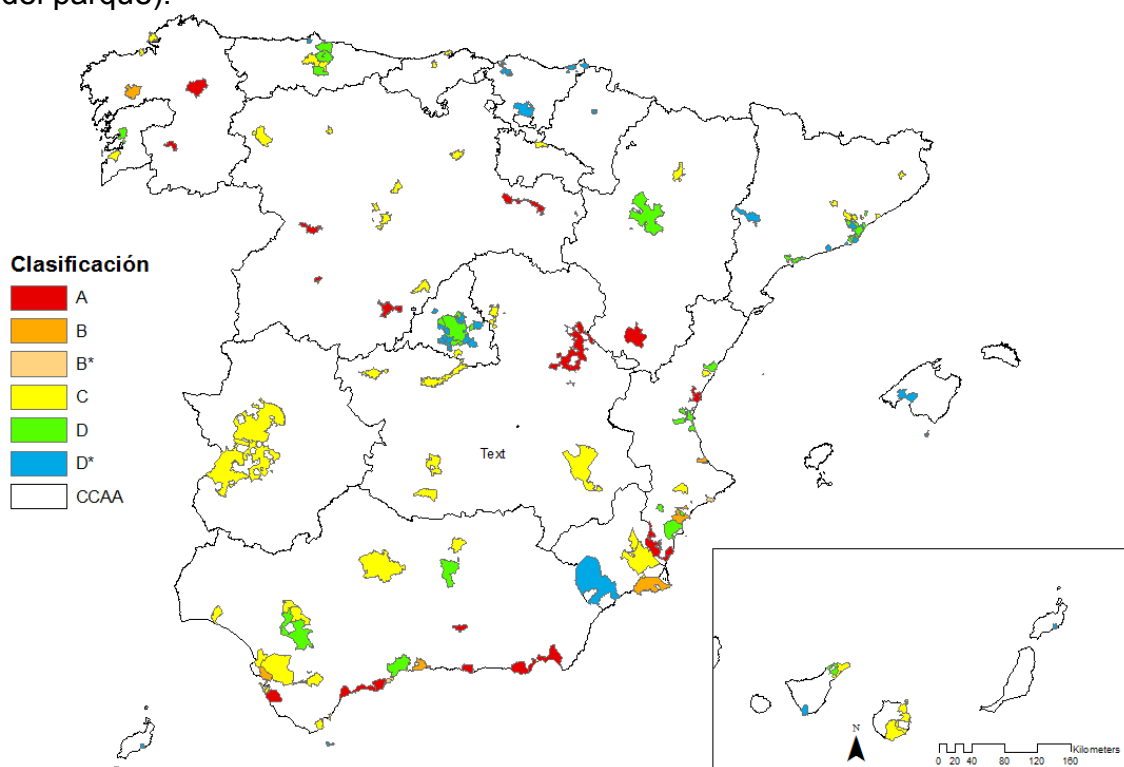 del parque).
Clasificación
A
B
B*
C
D
D*
CCAA
Text
N
0 20 40 80 120 160
Kilometers